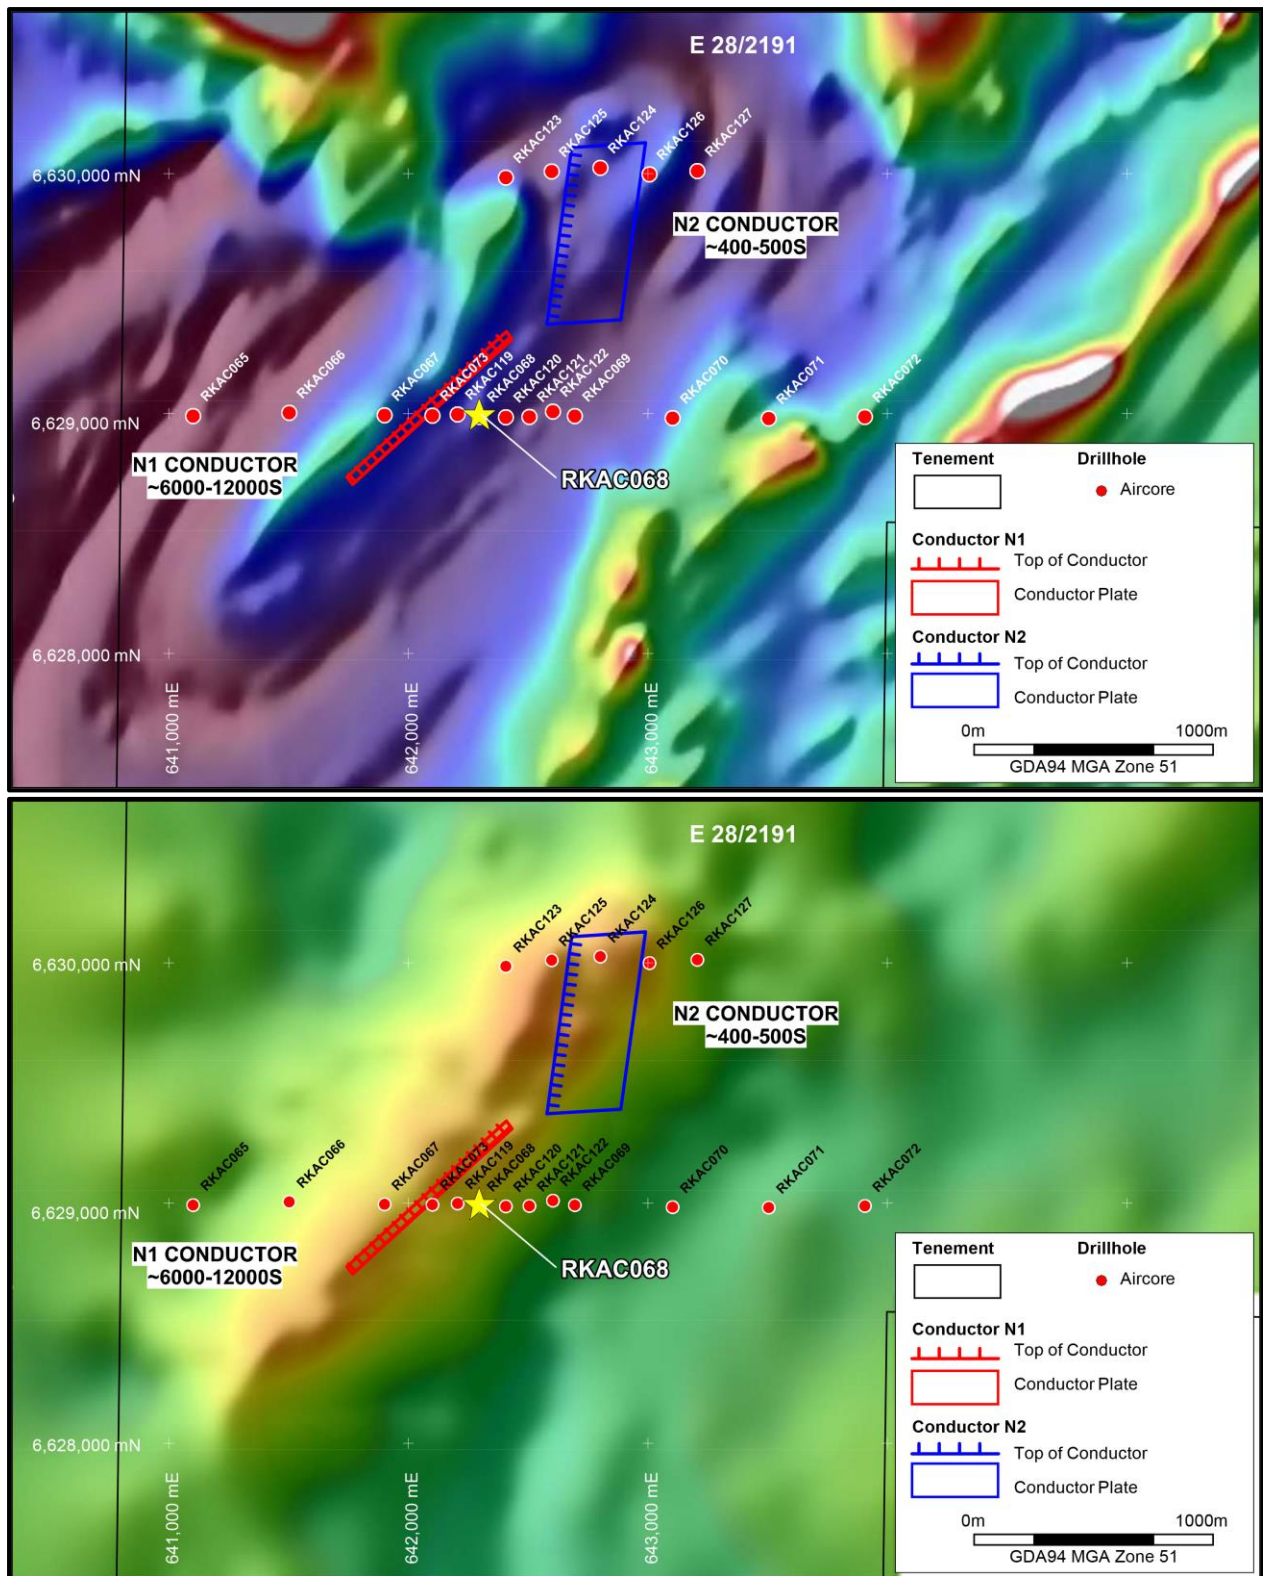 E 28/2191
RKAC123
RKAC125
RKAC124
RKAC126
RKAC127
6,630,000 mN
N2 CONDUCTOR
~400-500S
RKAC065
RKAC066
RKAC067
RKAC073
RKAC119
RKAC068
RKAC120
RKAC121
RKAC122
RKAC069
RKAC070
RKAC071
RKAC072
6,629,000 mN
N1 CONDUCTOR
~6000-12000S
RKAC068
6,628,000 mN
641,000 mE
642,000 mE
643,000 mE
Tenement
Drillhole
Aircore
Conductor N1
Top of Conductor
Conductor Plate
Conductor N2
Top of Conductor
Conductor Plate
0m 1000m
GDA94 MGA Zone 51
E 28/2191
RKAC123
RKAC125
RKAC124
RKAC126
RKAC127
6,630,000 mN
N2 CONDUCTOR
~400-500S
RKAC065
RKAC066
RKAC067
RKAC073
RKAC119
RKAC068
RKAC120
RKAC121
RKAC122
RKAC069
RKAC070
RKAC071
RKAC072
6,629,000 mN
N1 CONDUCTOR
~6000-12000S
RKAC068
6,628,000 mN
641,000 mE
642,000 mE
643,000 mE
Tenement
Drillhole
Aircore
Conductor N1
Top of Conductor
Conductor Plate
Conductor N2
Top of Conductor
Conductor Plate
0m 1000m
GDA94 MGA Zone 51